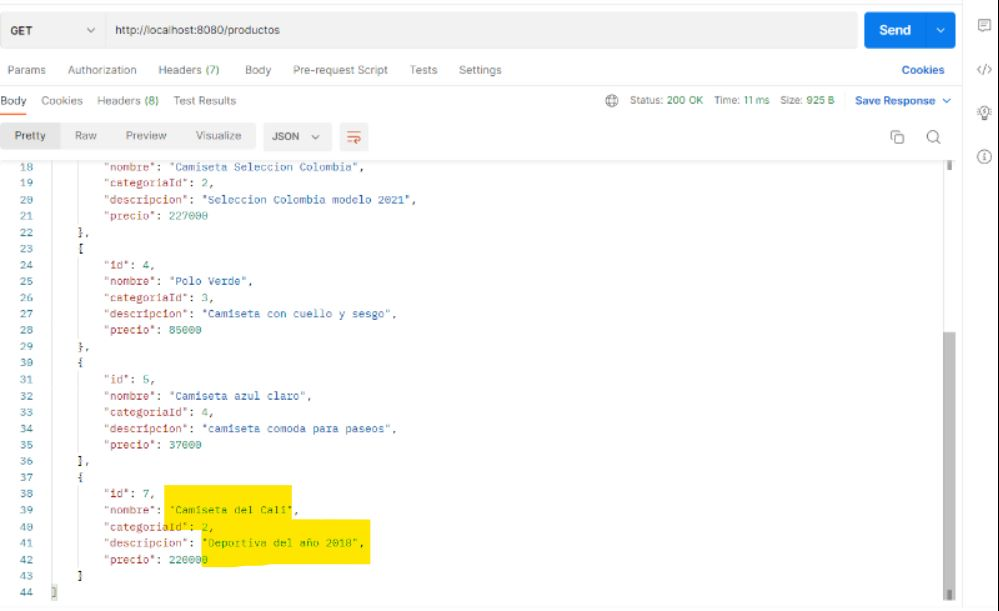 GET http://localhost:8080/productos Send
Params Authorization Headers (7) Body Pre-request Script Tests Settings Cookies
Body Cookies Headers (8) Test Results Status: 200 OK Time: 11 ms Size: 925 B Save Response
Pretty Raw Preview Visualize JSON
18 "nombre": "Camiseta Seleccion Colombia",
19 "categoriaId": 2,
20 "descripcion": "Seleccion Colombia modelo 2021",
21 "precio": 227000
22 },
23 {
24 "id": 4,
25 "nombre": "Polo Verde",
26 "categoriaId": 3,
27 "descripcion": "Camiseta con cuello y sesgo",
28 "precio": 85000
29 },
30 {
31 "id": 5,
32 "nombre": "Camiseta azul claro",
33 "categoriaId": 4,
34 "descripcion": "camiseta comoda para paseos",
35 "precio": 37000
36 },
37 {
38 "id": 7,
39 "nombre": "Camiseta del Cali",
40 "categoriaId": 2,
41 "descripcion": "Deportiva del año 2018",
42 "precio": 220000
43 }
44 ]